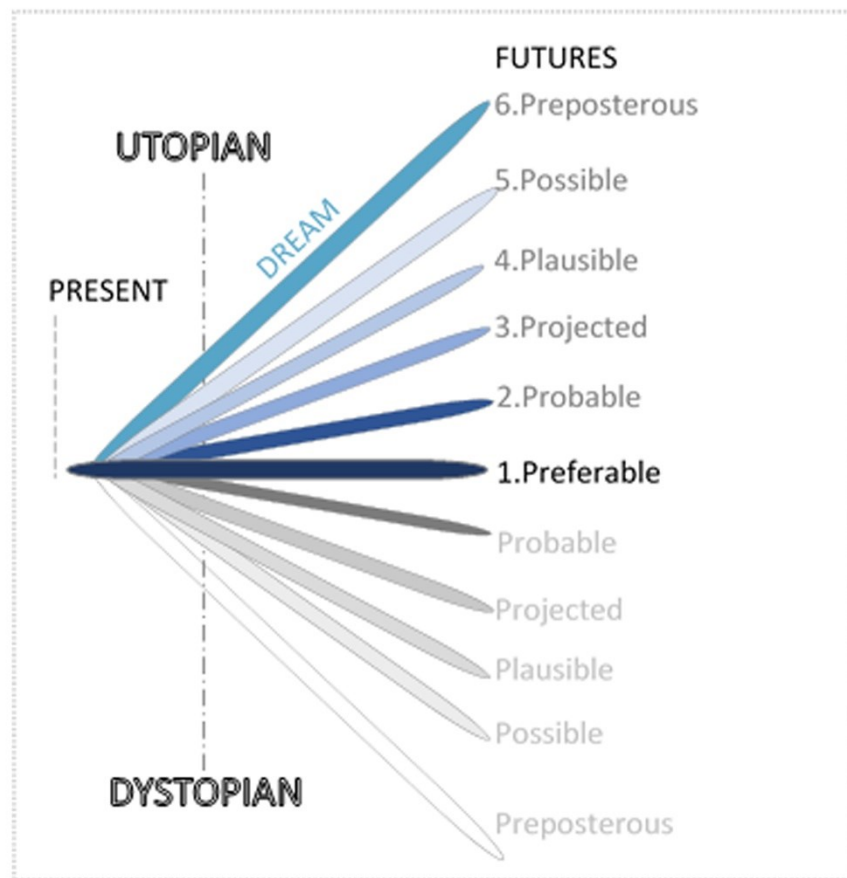 FUTURES
6.Preposterous
UTOPIAN
5.Possible
DREAM
4.Plausible
PRESENT
3.Projected
2.Probable
1.Preferable
Probable
Projected
Plausible
Possible
DYSTOPIAN
Preposterous